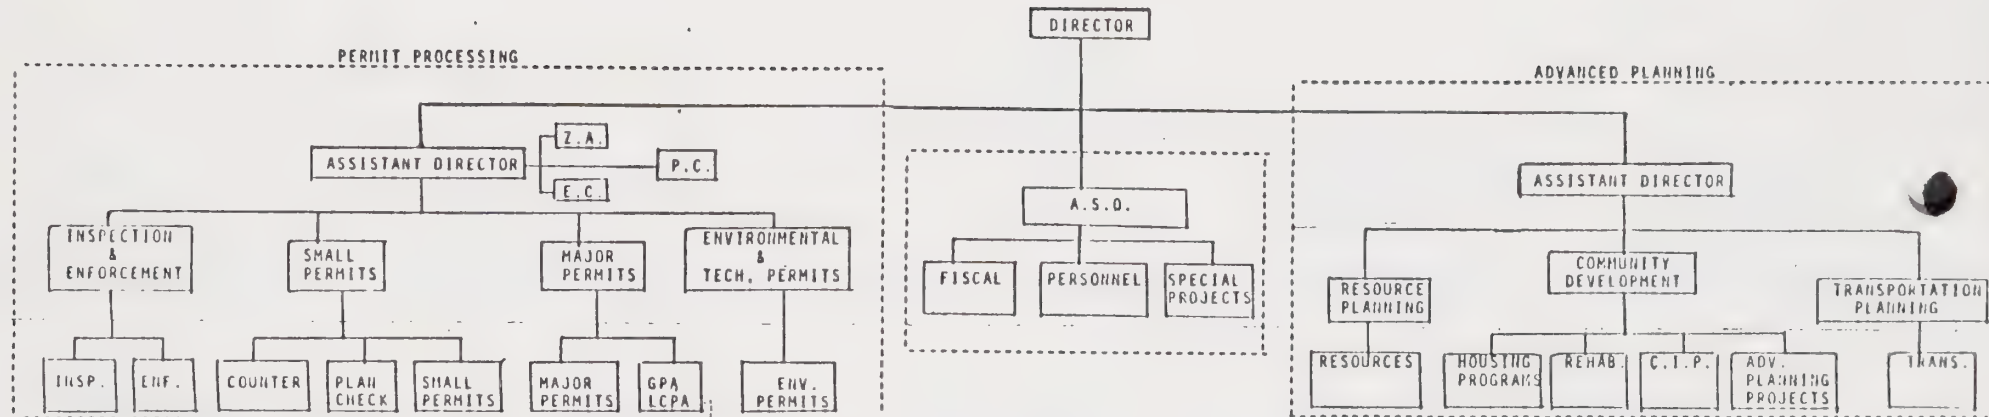 DIRECTOR
PERMIT PROCESSING
ADVANCED PLANNING
Z.A.
ASSISTANT DIRECTOR
P.C.
E.C.
ASSISTANT DIRECTOR
A.S.O.
INSPECTION
&
ENFORCEMENT
SMALL
PERMITS
MAJOR
PERMITS
ENVIRONMENTAL
&
TECH. PERMITS
FISCAL
PERSONNEL
SPECIAL
PROJECTS
RESOURCE
PLANNING
COMMUNITY
DEVELOPMENT
TRANSPORTATION
PLANNING
INSP.
ENF.
COUNTER
PLAN
CHECK
SMALL
PERMITS
MAJOR
PERMITS
GPA
LCPA
ENV.
PERMITS
RESOURCES
HOUSING
PROGRAMS
REHAB.
C.I.P.
ADV.
PLANNING
PROJECTS
TRANS.